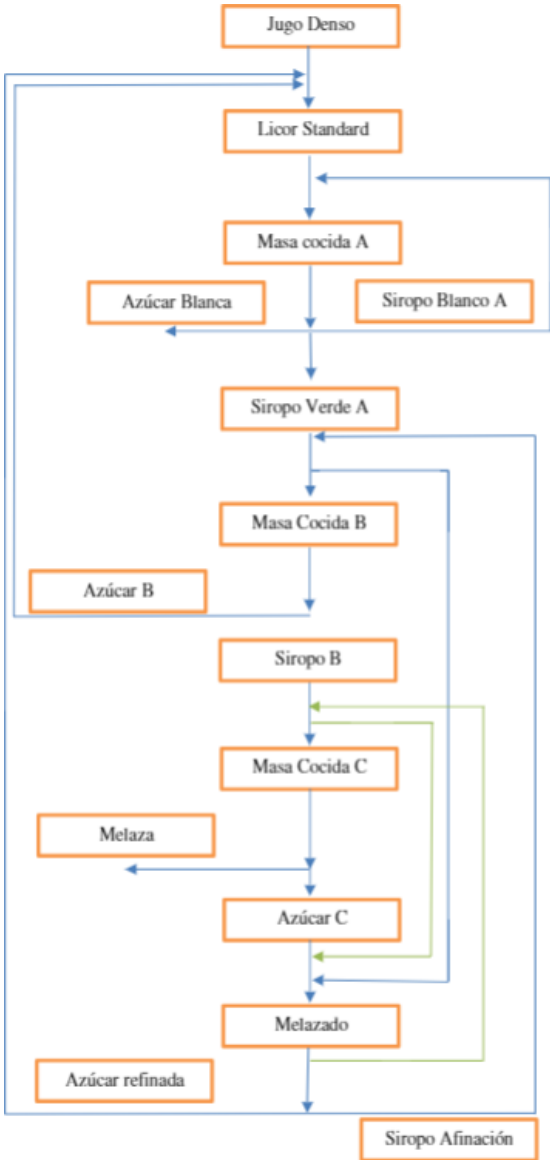 Jugo Denso
Licor Standard
Masa cocida A
Azúcar Blanca
Siropo Blanco A
Siropo Verde A
Masa Cocida B
Azúcar B
Siropo B
Masa Cocida C
Melaza
Azúcar C
Melazado
Azúcar refinada
Siropo Afinación